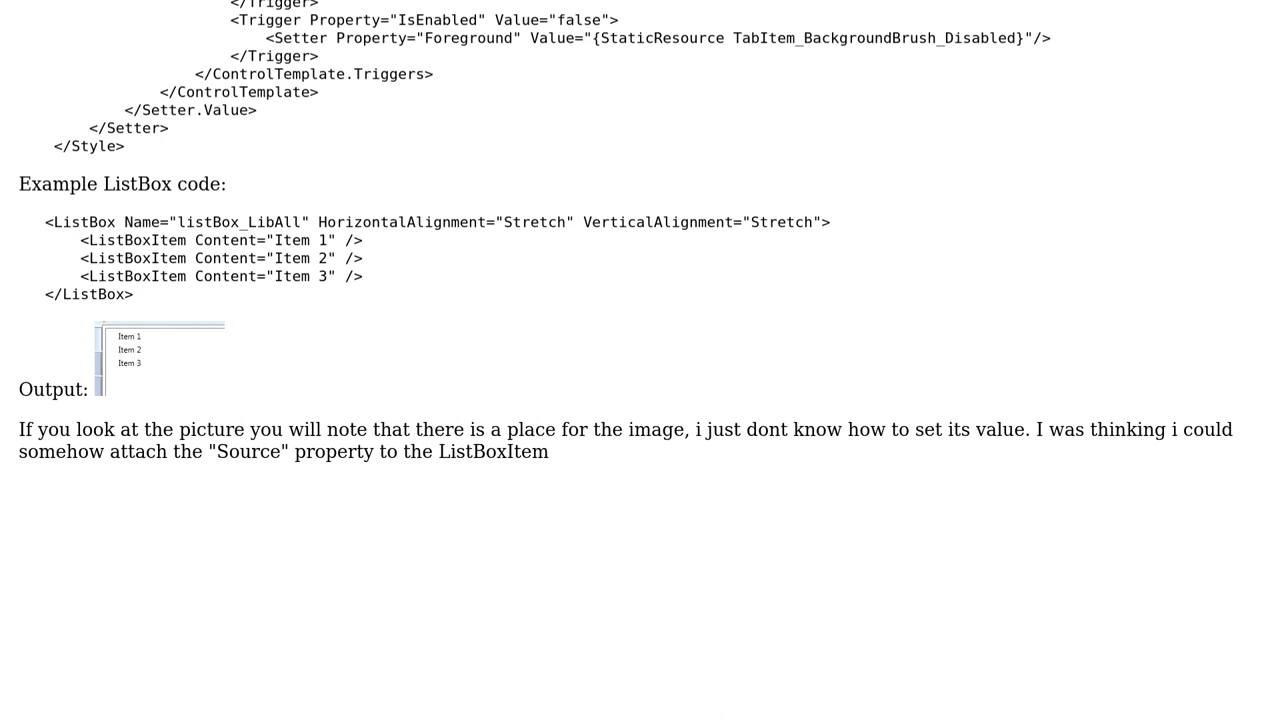 </Trigger>
<Trigger Property="IsEnabled" Value="false">
<Setter Property="Foreground" Value="{StaticResource TabItem_BackgroundBrush_Disabled}"/>
</Trigger>
</ControlTemplate.Triggers>
</ControlTemplate>
</Setter.Value>
</Setter>
</Style>
Example ListBox code:
<ListBox Name="listBox_LibAll" HorizontalAlignment="Stretch" VerticalAlignment="Stretch">
<ListBoxItem Content="Item 1" />
<ListBoxItem Content="Item 2" />
<ListBoxItem Content="Item 3" />
</ListBox>
Item 1
Item 2
Item 3
Output:
If you look at the picture you will note that there is a place for the image, i just dont know how to set its value. I was thinking i could
somehow attach the "Source" property to the ListBoxItem